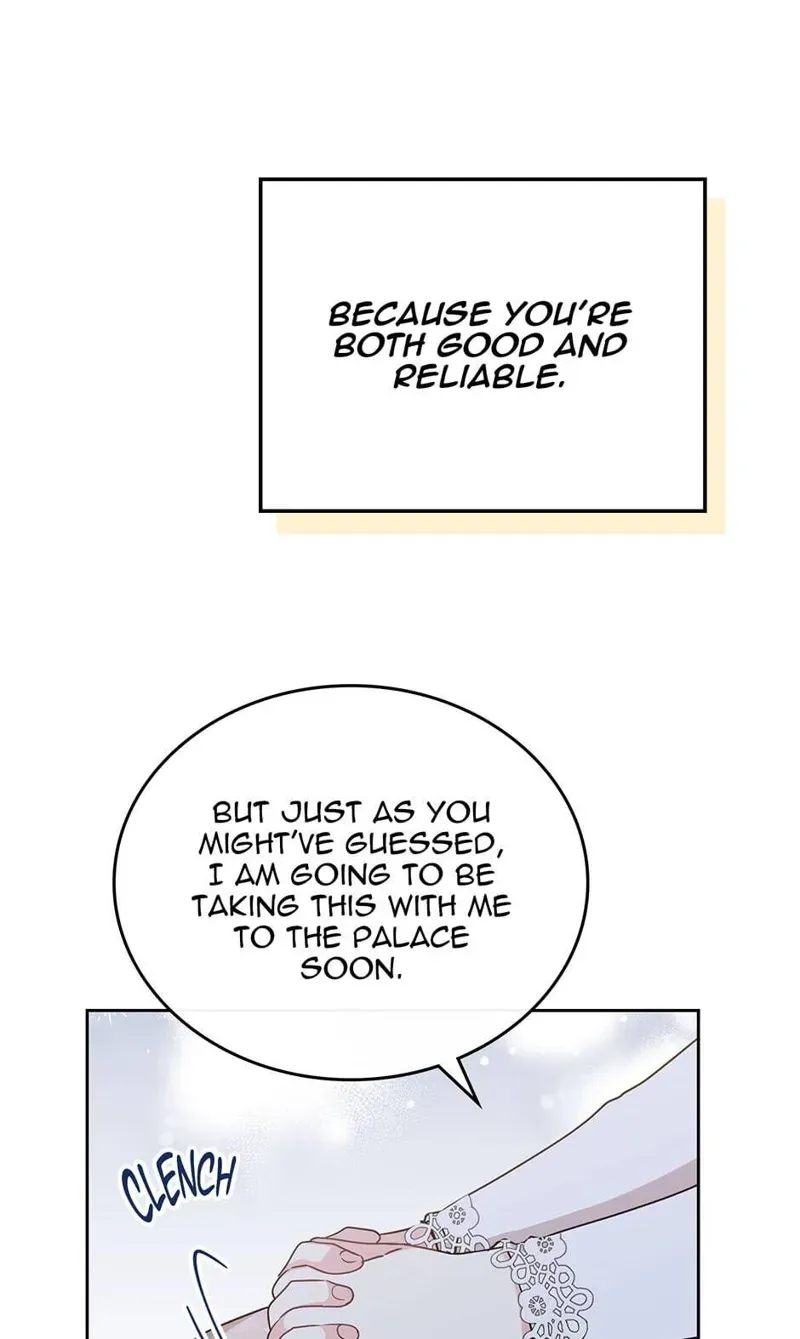 BECAUSE YOU'RE
BOTH GOOD AND
RELIABLE.
BUT JUST AS YOU
MIGHT'VE GUESSED,
I AM GOING TO BE
TAKING THIS WITH ME
TO THE PALACE
SOON.
CLENCH